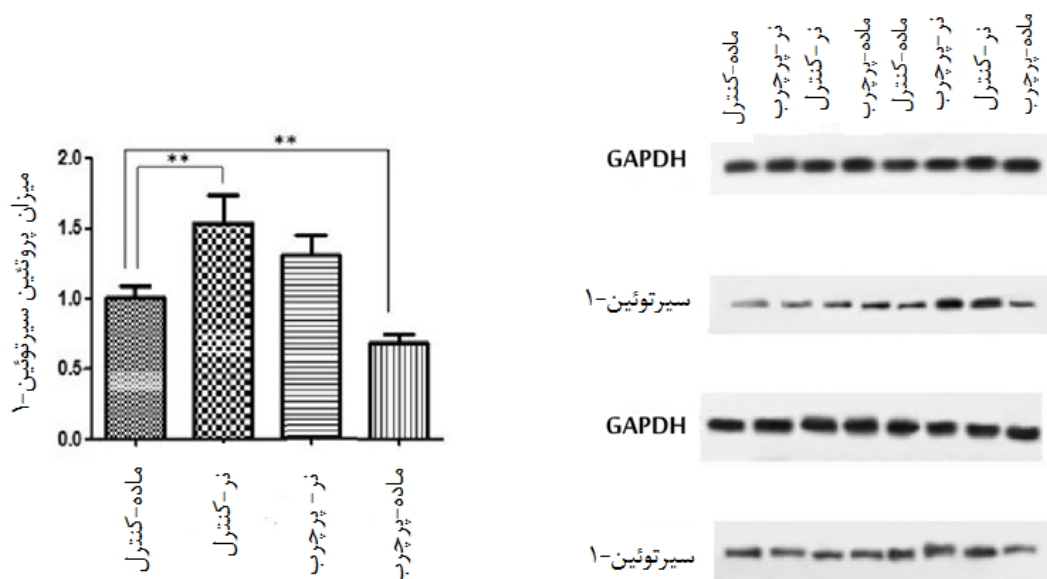 **
**
2.0
1.5
1.0
0.5
0.0
میزان پروتئین سیرتوئین-۱
ماده-کنترل
نر-کنترل
نر - پرچرب
ماده-پرچرب
ماده-کنترل
نر-پرچرب
نر-کنترل
ماده-پرچرب
ماده-کنترل
نر-پرچرب
نر-کنترل
ماده-پرچرب
GAPDH
سیرتوئین-۱
GAPDH
سیرتوئین-۱